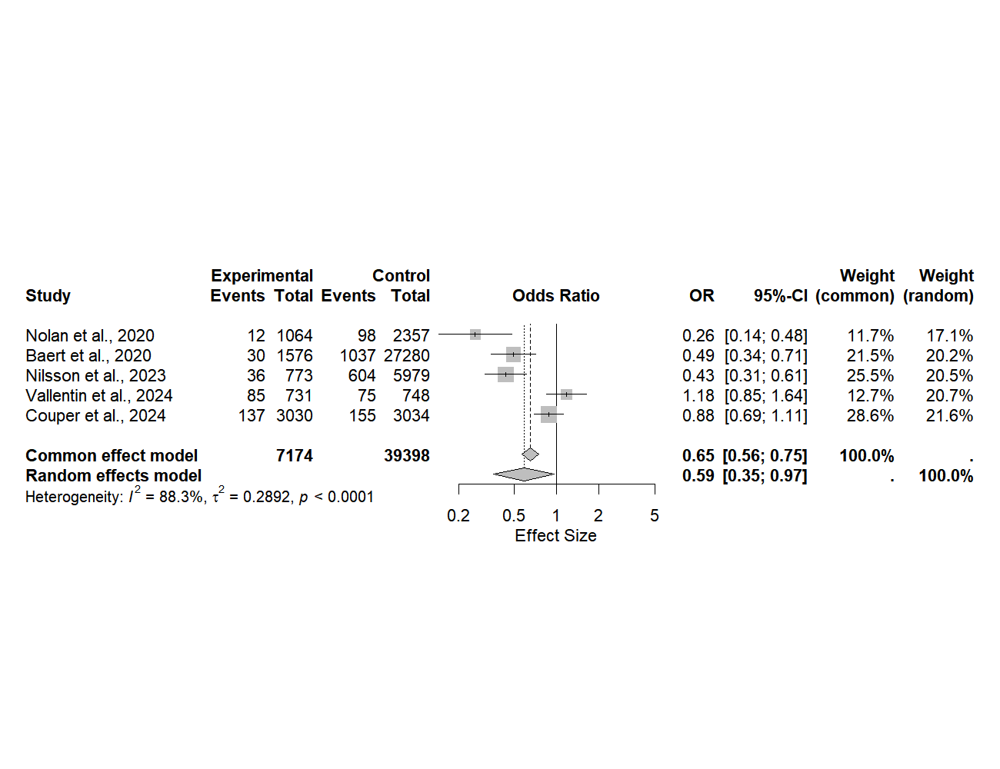 Experimental Control Weight Weight
Study Events Total Events Total Odds Ratio OR 95%-CI (common) (random)
Nolan et al., 2020 12 1064 98 2357 0.26 [0.14; 0.48] 11.7% 17.1%
Baert et al., 2020 30 1576 1037 27280 0.49 [0.34; 0.71] 21.5% 20.2%
Nilsson et al., 2023 36 773 604 5979 0.43 [0.31; 0.61] 25.5% 20.5%
Vallentin et al., 2024 85 731 75 748 1.18 [0.85; 1.64] 12.7% 20.7%
Couper et al., 2024 137 3030 155 3034 0.88 [0.69; 1.11] 28.6% 21.6%
Common effect model 7174 39398 0.65 [0.56; 0.75] 100.0% .
Random effects model 0.59 [0.35; 0.97] . 100.0%
Heterogeneity: I² = 88.3%, τ² = 0.2892, p < 0.0001
0.2 0.5 1 2 5
Effect Size